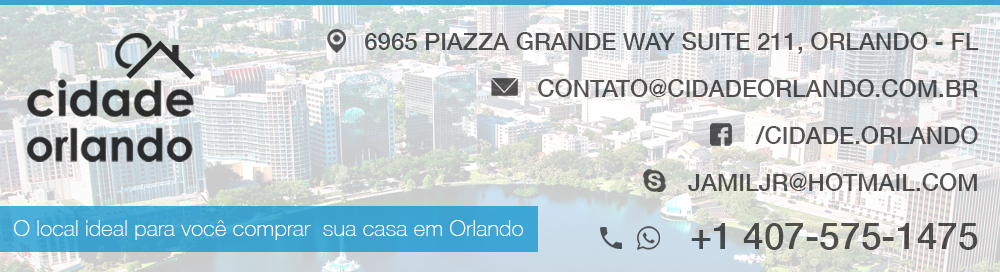 cidade
orlando
O local ideal para você comprar  sua casa em Orlando
6965 PIAZZA GRANDE WAY SUITE 211, ORLANDO - FL
CONTATO@CIDADEORLANDO.COM.BR
/CIDADE.ORLANDO
JAMILJR@HOTMAIL.COM
+1 407-575-1475